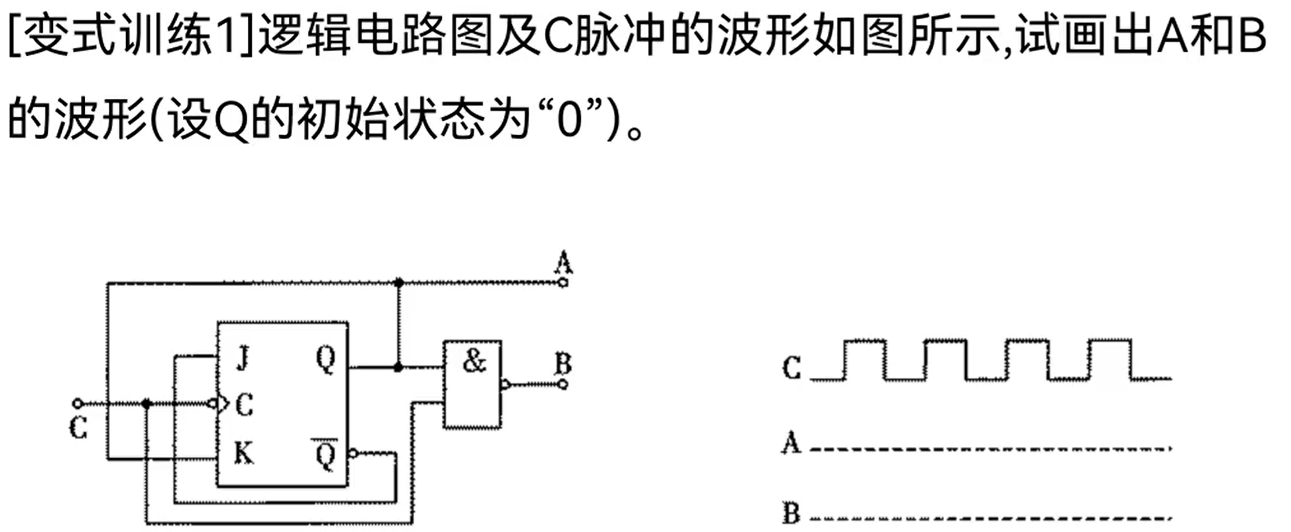 [变式训练1]逻辑电路图及C脉冲的波形如图所示,试画出A和B
的波形(设Q的初始状态为“0”)。
A
J Q & B
C C
K Q̅
C
A
B